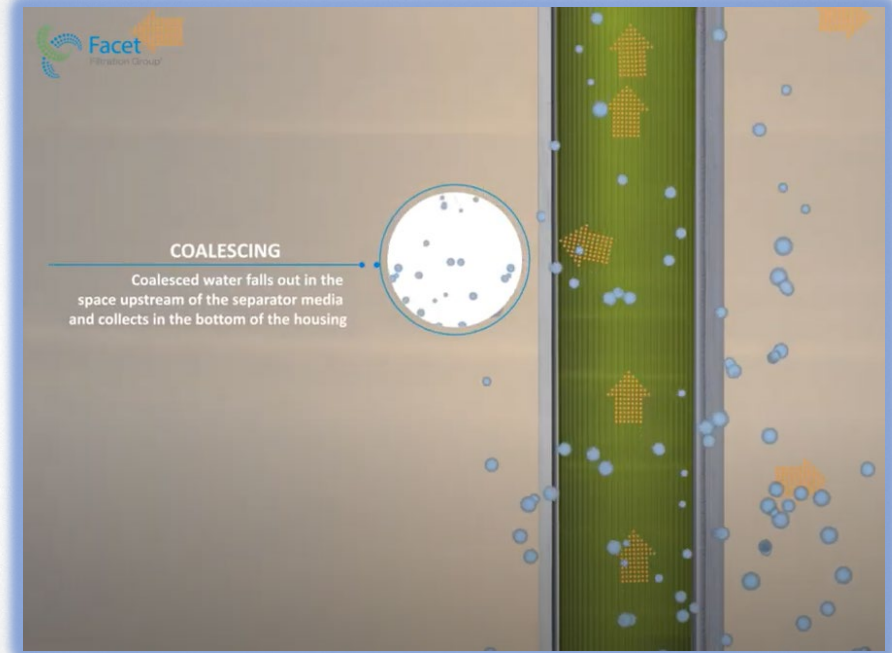 Facet
Filtration Group
COALESCING
Coalesced water falls out in the
space upstream of the separator media
and collects in the bottom of the housing